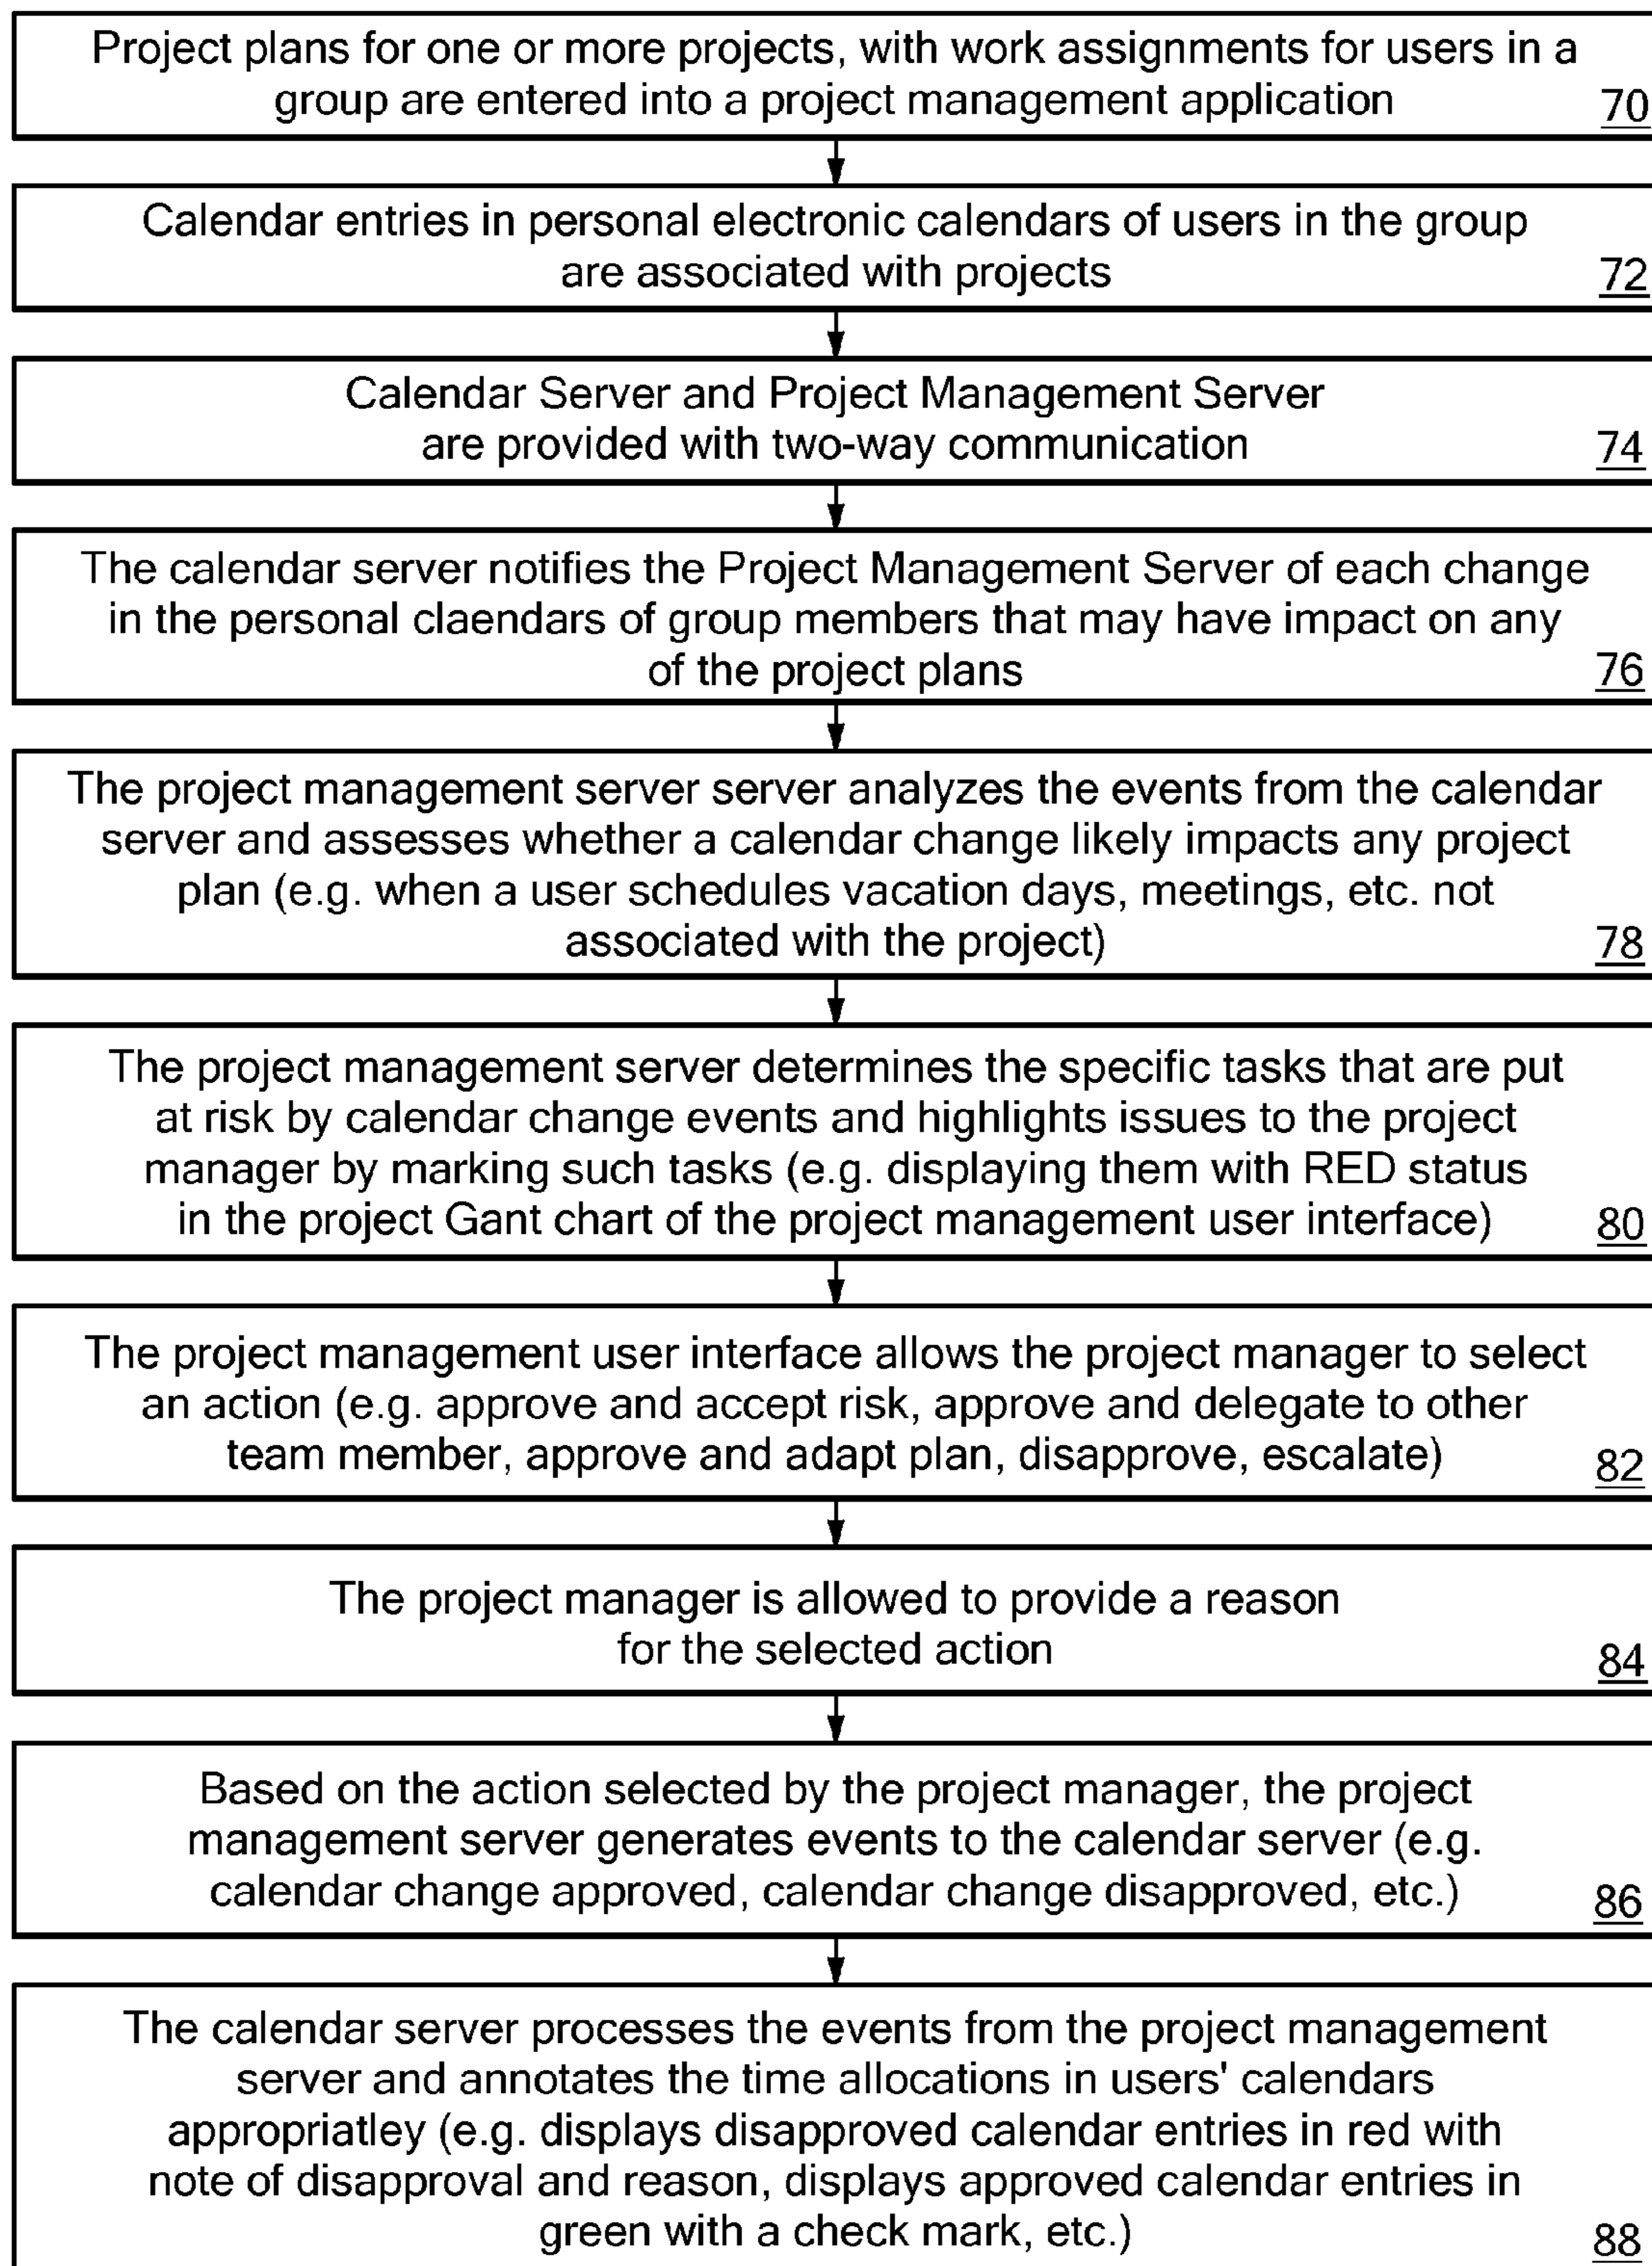 Project plans for one or more projects, with work assignments for users in a
group are entered into a project management application
70
Calendar entries in personal electronic calendars of users in the group
are associated with projects
72
Calendar Server and Project Management Server
are provided with two-way communication
74
The calendar server notifies the Project Management Server of each change
in the personal claendars of group members that may have impact on any
of the project plans
76
The project management server server analyzes the events from the calendar
server and assesses whether a calendar change likely impacts any project
plan (e.g. when a user schedules vacation days, meetings, etc. not
associated with the project)
78
The project management server determines the specific tasks that are put
at risk by calendar change events and highlights issues to the project
manager by marking such tasks (e.g. displaying them with RED status
in the project Gant chart of the project management user interface)
80
The project management user interface allows the project manager to select
an action (e.g. approve and accept risk, approve and delegate to other
team member, approve and adapt plan, disapprove, escalate)
82
The project manager is allowed to provide a reason
for the selected action
84
Based on the action selected by the project manager, the project
management server generates events to the calendar server (e.g.
calendar change approved, calendar change disapproved, etc.)
86
The calendar server processes the events from the project management
server and annotates the time allocations in users' calendars
appropriatley (e.g. displays disapproved calendar entries in red with
note of disapproval and reason, displays approved calendar entries in
green with a check mark, etc.)
88